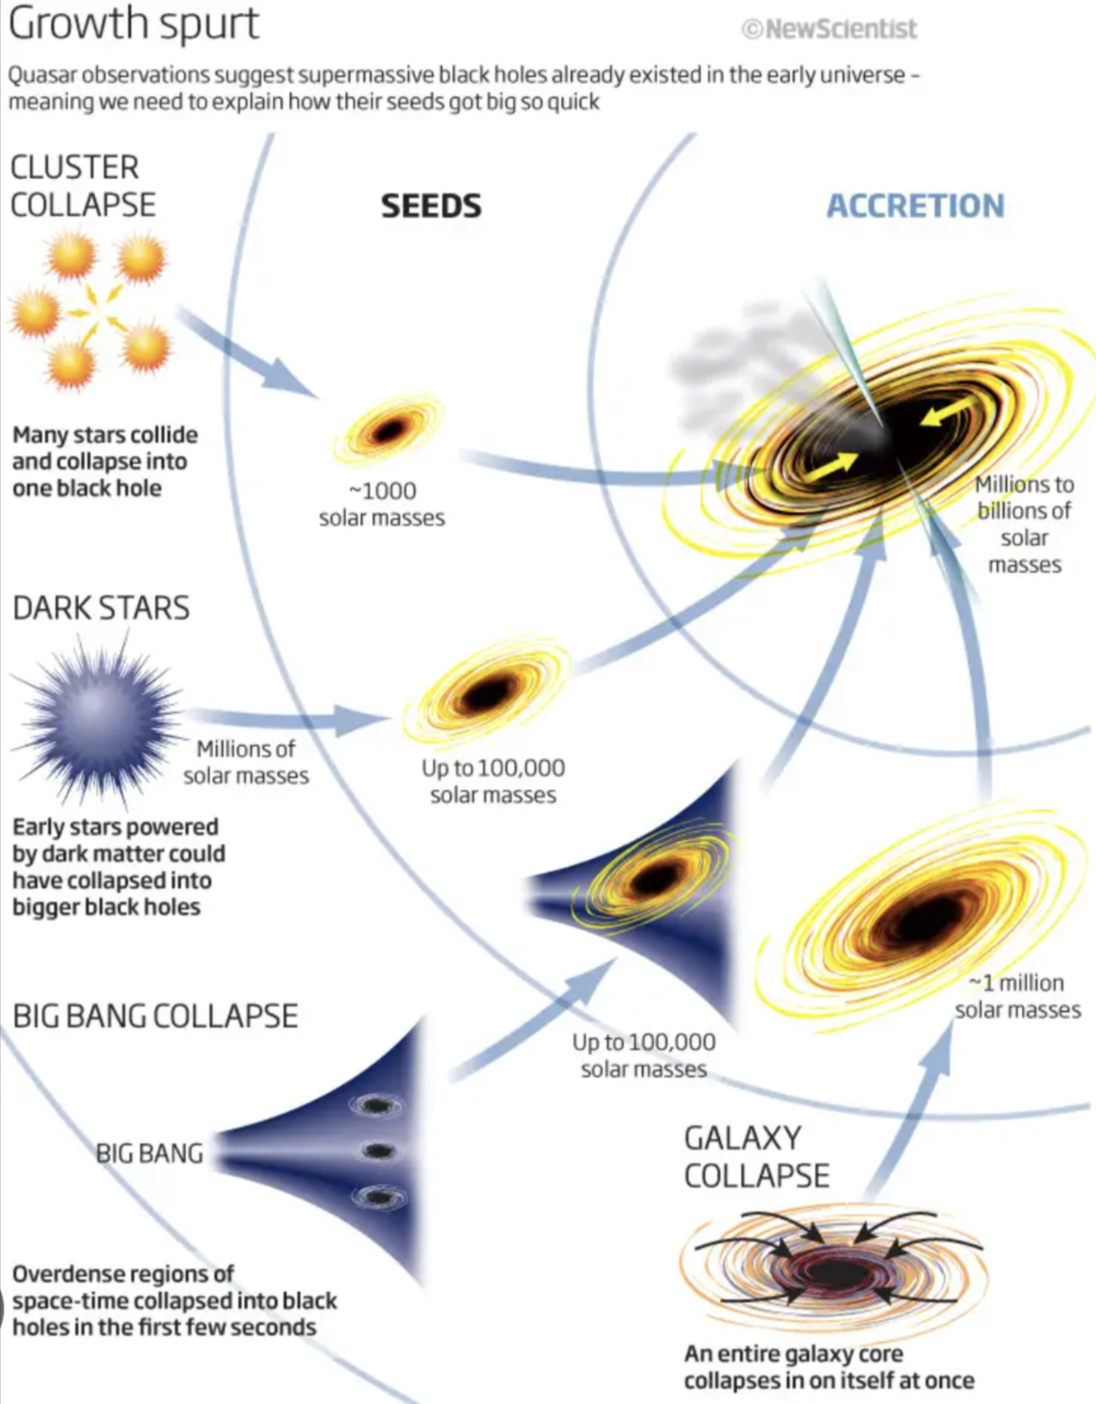 Growth spurt
©NewScientist
Quasar observations suggest supermassive black holes already existed in the early universe –
meaning we need to explain how their seeds got big so quick
CLUSTER
COLLAPSE
SEEDS
ACCRETION
Many stars collide
and collapse into
one black hole
~1000
solar masses
Millions to
billions of
solar
masses
DARK STARS
Millions of
solar masses
Up to 100,000
solar masses
Early stars powered
by dark matter could
have collapsed into
bigger black holes
~1 million
solar masses
BIG BANG COLLAPSE
Up to 100,000
solar masses
BIG BANG
GALAXY
COLLAPSE
Overdense regions of
space-time collapsed into black
holes in the first few seconds
An entire galaxy core
collapses in on itself at once